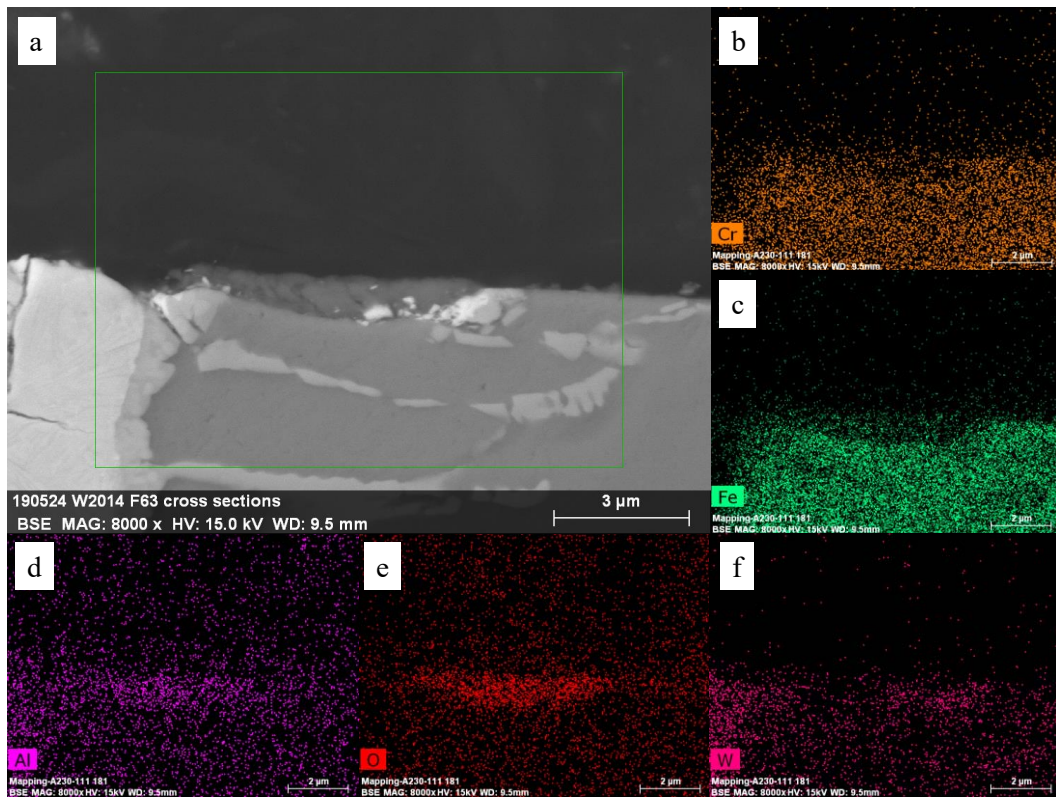 a
190524 W2014 F63 cross sections
3 µm
BSE MAG: 8000 x HV: 15.0 kV WD: 9.5 mm
b
Cr
Mapping-A230-111 181
BSE MAG: 8000x HV: 15kV WD: 9.5mm
2 µm
c
Fe
Mapping-A230-111 181
BSE MAG: 8000x HV: 15kV WD: 9.5mm
2 µm
d
Al
Mapping-A230-111 181
BSE MAG: 8000x HV: 15kV WD: 9.5mm
2 µm
e
O
Mapping-A230-111 181
BSE MAG: 8000x HV: 15kV WD: 9.5mm
2 µm
f
W
Mapping-A230-111 181
BSE MAG: 8000x HV: 15kV WD: 9.5mm
2 µm